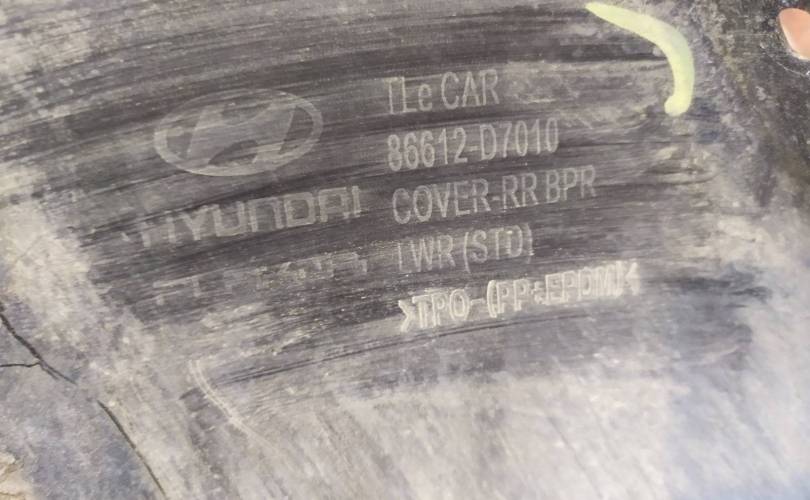 TLe CAR
86612-D7010
HYUNDAI
COVER-RR BPR
LWR (STD)
>TPO-(PP+EPDM)<